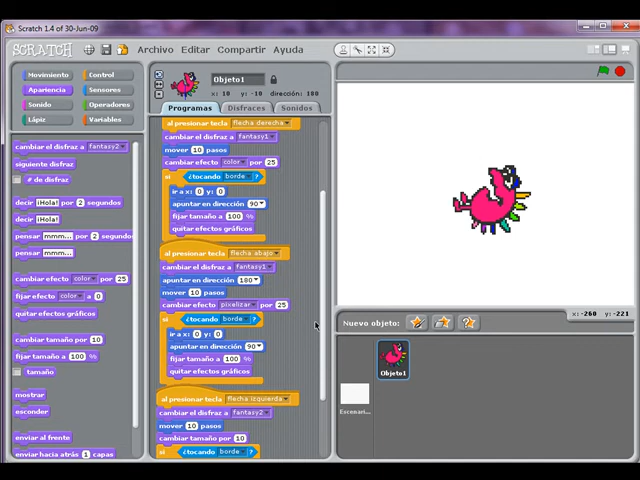 Scratch 1.4 of 30-Jun-09
SCRATCH
Archivo Editar Compartir Ayuda
Movimiento Control
Apariencia Sensores
Sonido Operadores
Lápiz Variables
cambiar el disfraz a fantasy2
siguiente disfraz
# de disfraz
decir ¡Hola! por 2 segundos
decir ¡Hola!
pensar mmm... por 2 segundos
pensar mmm...
cambiar efecto color por 25
fijar efecto color a 0
quitar efectos gráficos
cambiar tamaño por 10
fijar tamaño a 100 %
tamaño
mostrar
esconder
enviar al frente
enviar hacia atrás 1 capas
Objeto1
x: 10 y: -10 dirección: 180
Programas Disfraces Sonidos
al presionar tecla flecha derecha
cambiar el disfraz a fantasy1
mover 10 pasos
cambiar efecto color por 25
si ¿tocando borde ?
ir a x: 0 y: 0
apuntar en dirección 90
fijar tamaño a 100 %
quitar efectos gráficos
al presionar tecla flecha abajo
cambiar el disfraz a fantasy1
apuntar en dirección 180
mover 10 pasos
cambiar efecto pixelizar por 25
si ¿tocando borde ?
ir a x: 0 y: 0
apuntar en dirección 90
fijar tamaño a 100 %
quitar efectos gráficos
al presionar tecla flecha izquierda
cambiar el disfraz a fantasy2
mover 10 pasos
cambiar tamaño por 10
si ¿tocando borde ?
x: -260 y: -221
Nuevo objeto:
Objeto1
Escenari...